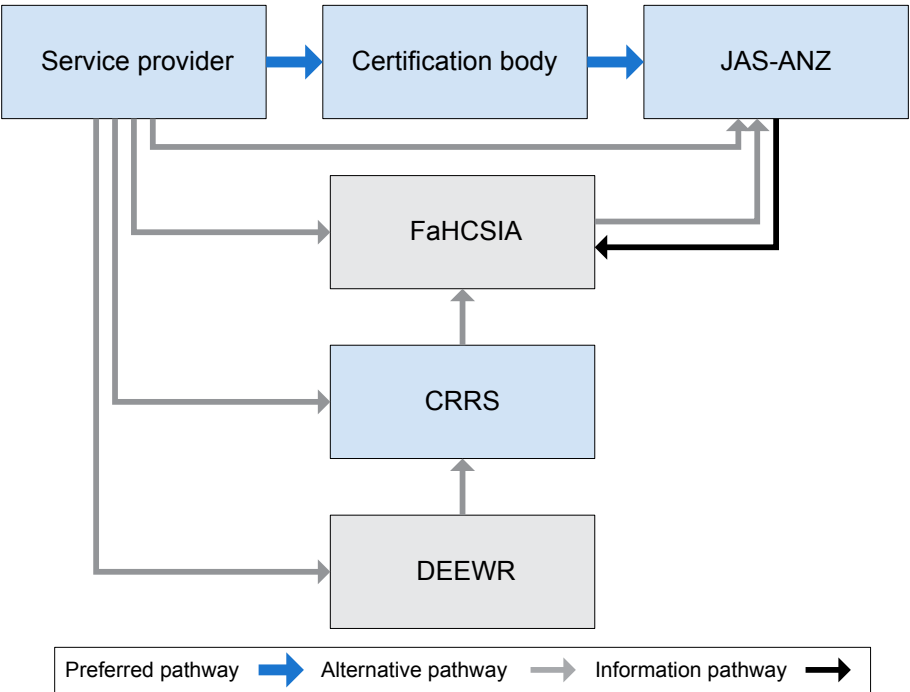 Service provider
Certification body
JAS-ANZ
FaHCSIA
CRRS
DEEWR
Preferred pathway Alternative pathway Information pathway